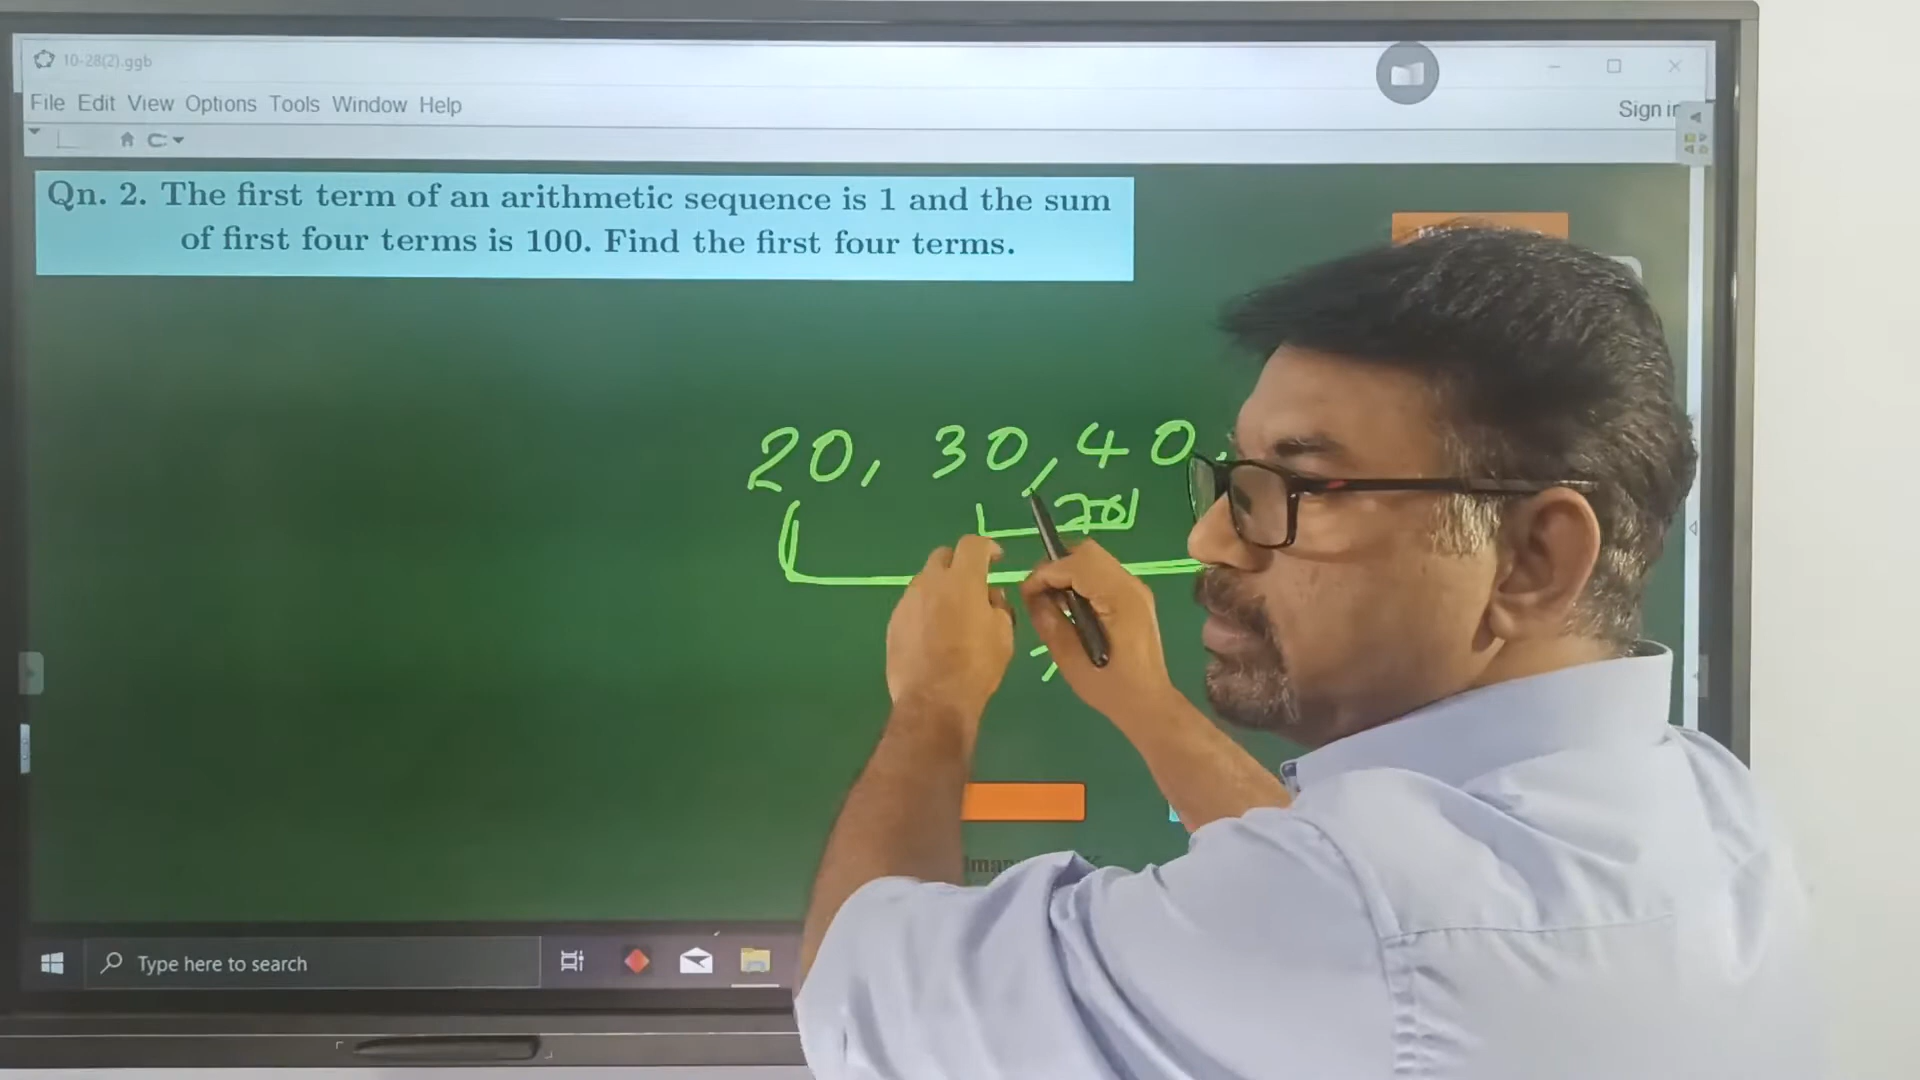 10-28(2).ggb
File Edit View Options Tools Window Help
Sign in
Qn. 2. The first term of an arithmetic sequence is 1 and the sum
of first four terms is 100. Find the first four terms.
20, 30, 40,
70
Type here to search